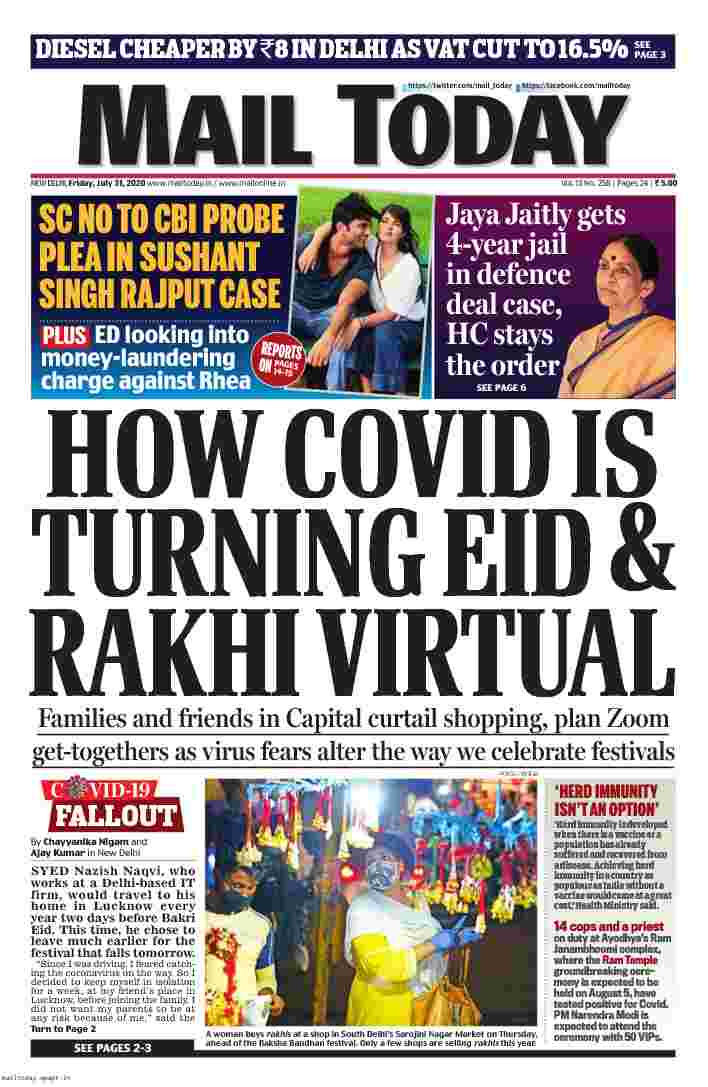 DIESEL CHEAPER BY ₹8 IN DELHI AS VAT CUT TO 16.5% SEE
PAGE 3
https://twitter.com/mail_today https://facebook.com/mailtoday
MAIL TODAY
NEW DELHI, Friday, July 31, 2020 www.mailtoday.in / www.mailonline.in
Vol. 13 No. 258 | Pages 24 | ₹ 5.00
SC NO TO CBI PROBE
PLEA IN SUSHANT
SINGH RAJPUT CASE
PLUS ED looking into
money-laundering
charge against Rhea
REPORTS
ON PAGES
14-15
Jaya Jaitly gets
4-year jail
in defence
deal case,
HC stays
the order
SEE PAGE 6
HOW COVID IS
TURNING EID &
RAKHI VIRTUAL
Families and friends in Capital curtail shopping, plan Zoom
get-togethers as virus fears alter the way we celebrate festivals
COVID-19
FALLOUT
By Chayyanika Nigam and
Ajay Kumar in New Delhi
SYED Nazish Naqvi, who
works at a Delhi-based IT
firm, would travel to his
home in Lucknow every
year two days before Bakri
Eid. This time, he chose to
leave much earlier for the
festival that falls tomorrow.
"Since I was driving, I feared catch-
ing the coronavirus on the way. So I
decided to keep myself in isolation
for a week, at my friend's place in
Lucknow, before joining the family. I
did not want my parents to be at
any risk because of me," said the
Turn to Page 2
SEE PAGES 2-3
A woman buys rakhis at a shop in South Delhi's Sarojini Nagar Market on Thursday,
ahead of the Raksha Bandhan festival. Only a few shops are selling rakhis this year.
'HERD IMMUNITY
ISN'T AN OPTION'
'Herd immunity is developed
when there is a vaccine or a
population has already
suffered and recovered from
a disease. Achieving herd
immunity in a country as
populous as India without a
vaccine would come at a great
cost,' Health Ministry said.
14 cops and a priest
on duty at Ayodhya's Ram
Janambhoomi complex,
where the Ram Temple
groundbreaking cere-
mony is expected to be
held on August 5, have
tested positive for Covid.
PM Narendra Modi is
expected to attend the
ceremony with 50 VIPs.
mailtoday.epapr.in